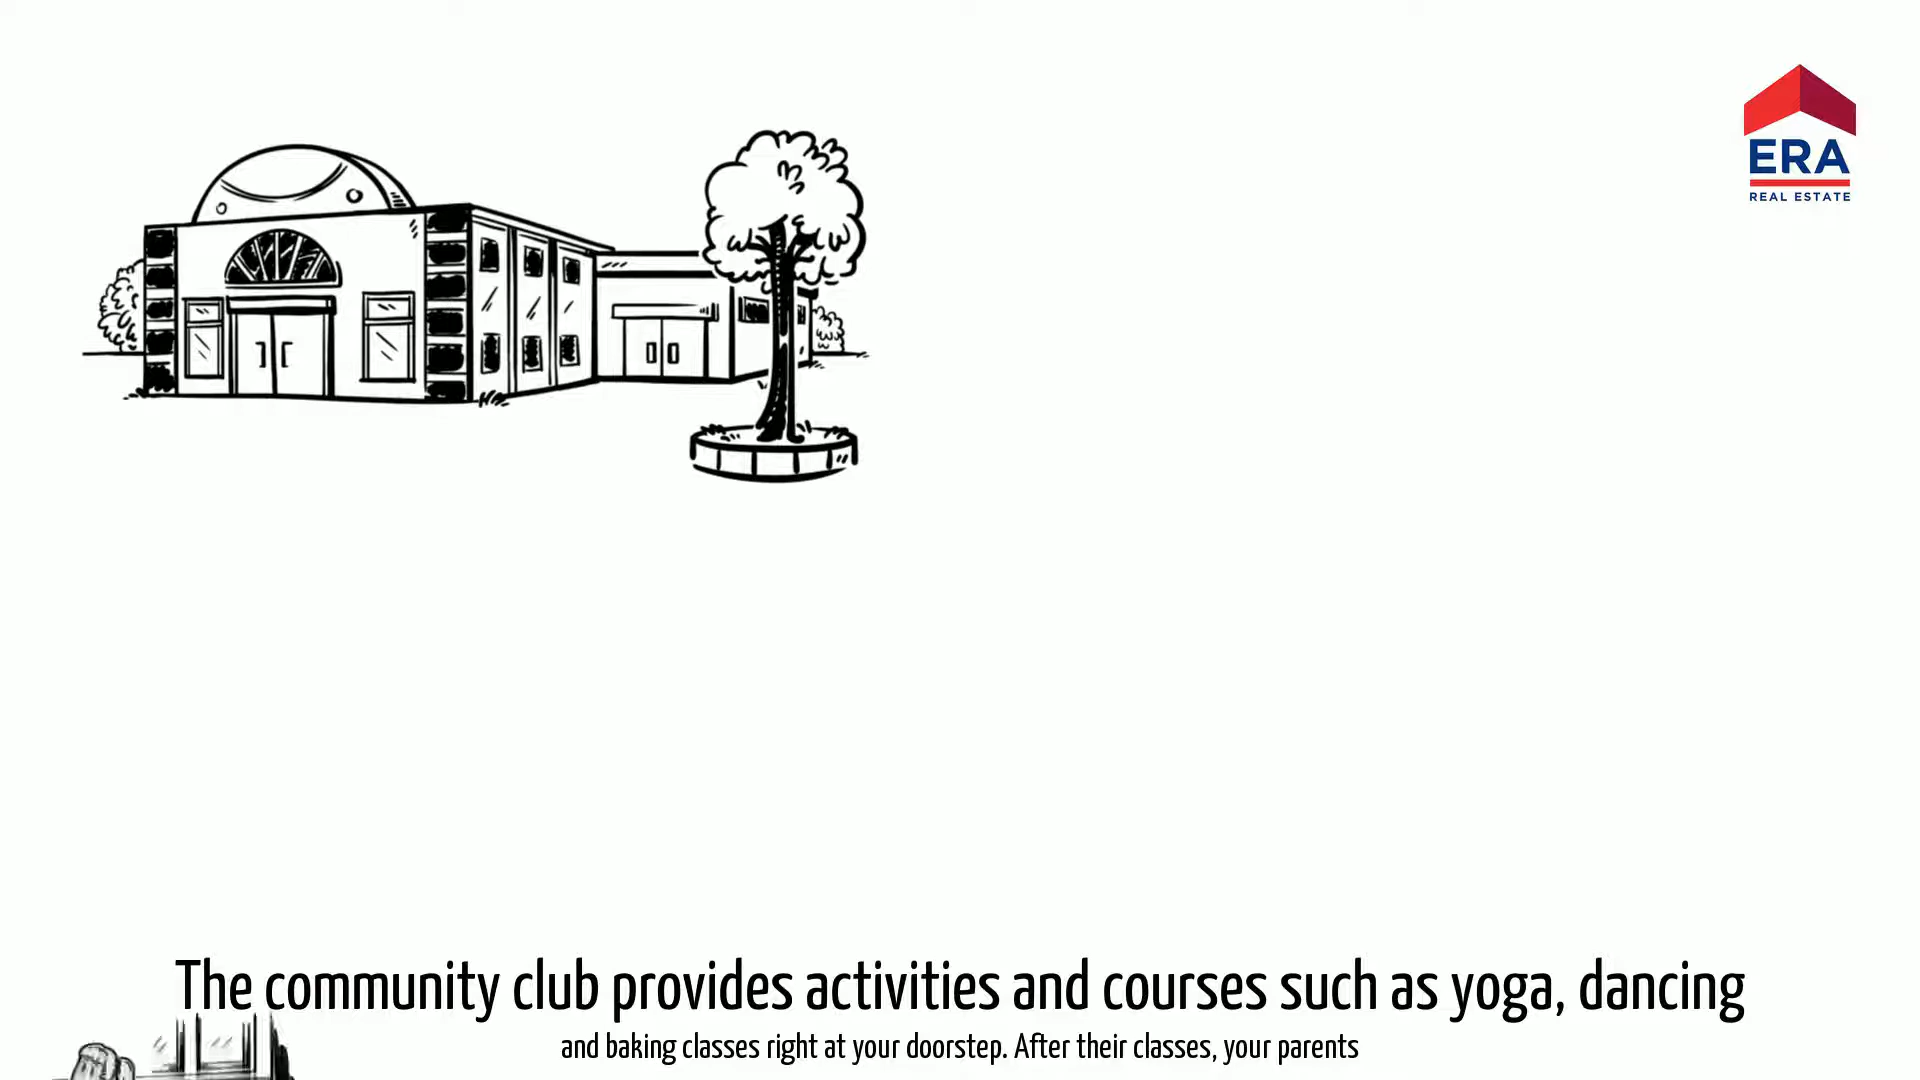 ERA
REAL ESTATE
The community club provides activities and courses such as yoga, dancing
and baking classes right at your doorstep. After their classes, your parents